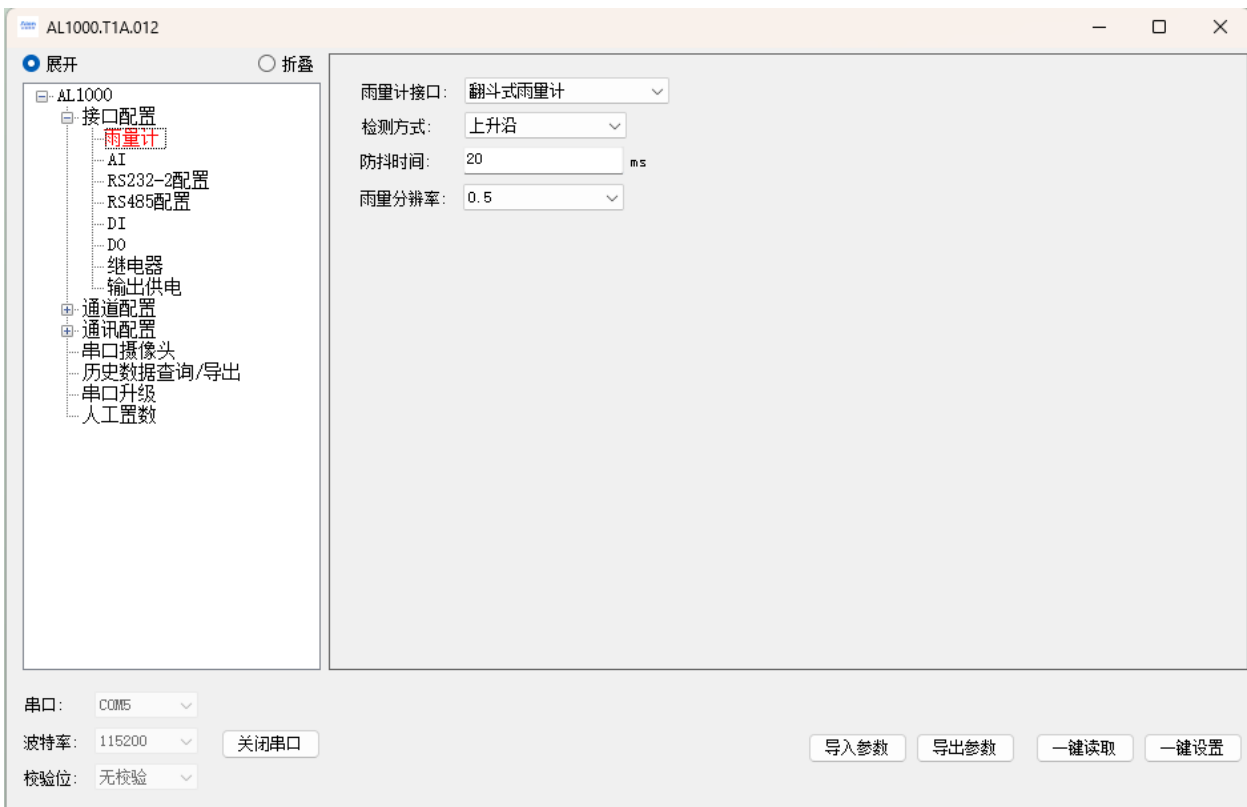 AL1000.T1A.012
展开
折叠
AL1000
接口配置
雨量计
AI
RS232-2配置
RS485配置
DI
DO
继电器
输出供电
通道配置
通讯配置
串口摄像头
历史数据查询/导出
串口升级
人工置数
雨量计接口: 翻斗式雨量计
检测方式: 上升沿
防抖时间: 20 ms
雨量分辨率: 0.5
串口: COM5
波特率: 115200 关闭串口
校验位: 无校验
导入参数 导出参数 一键读取 一键设置